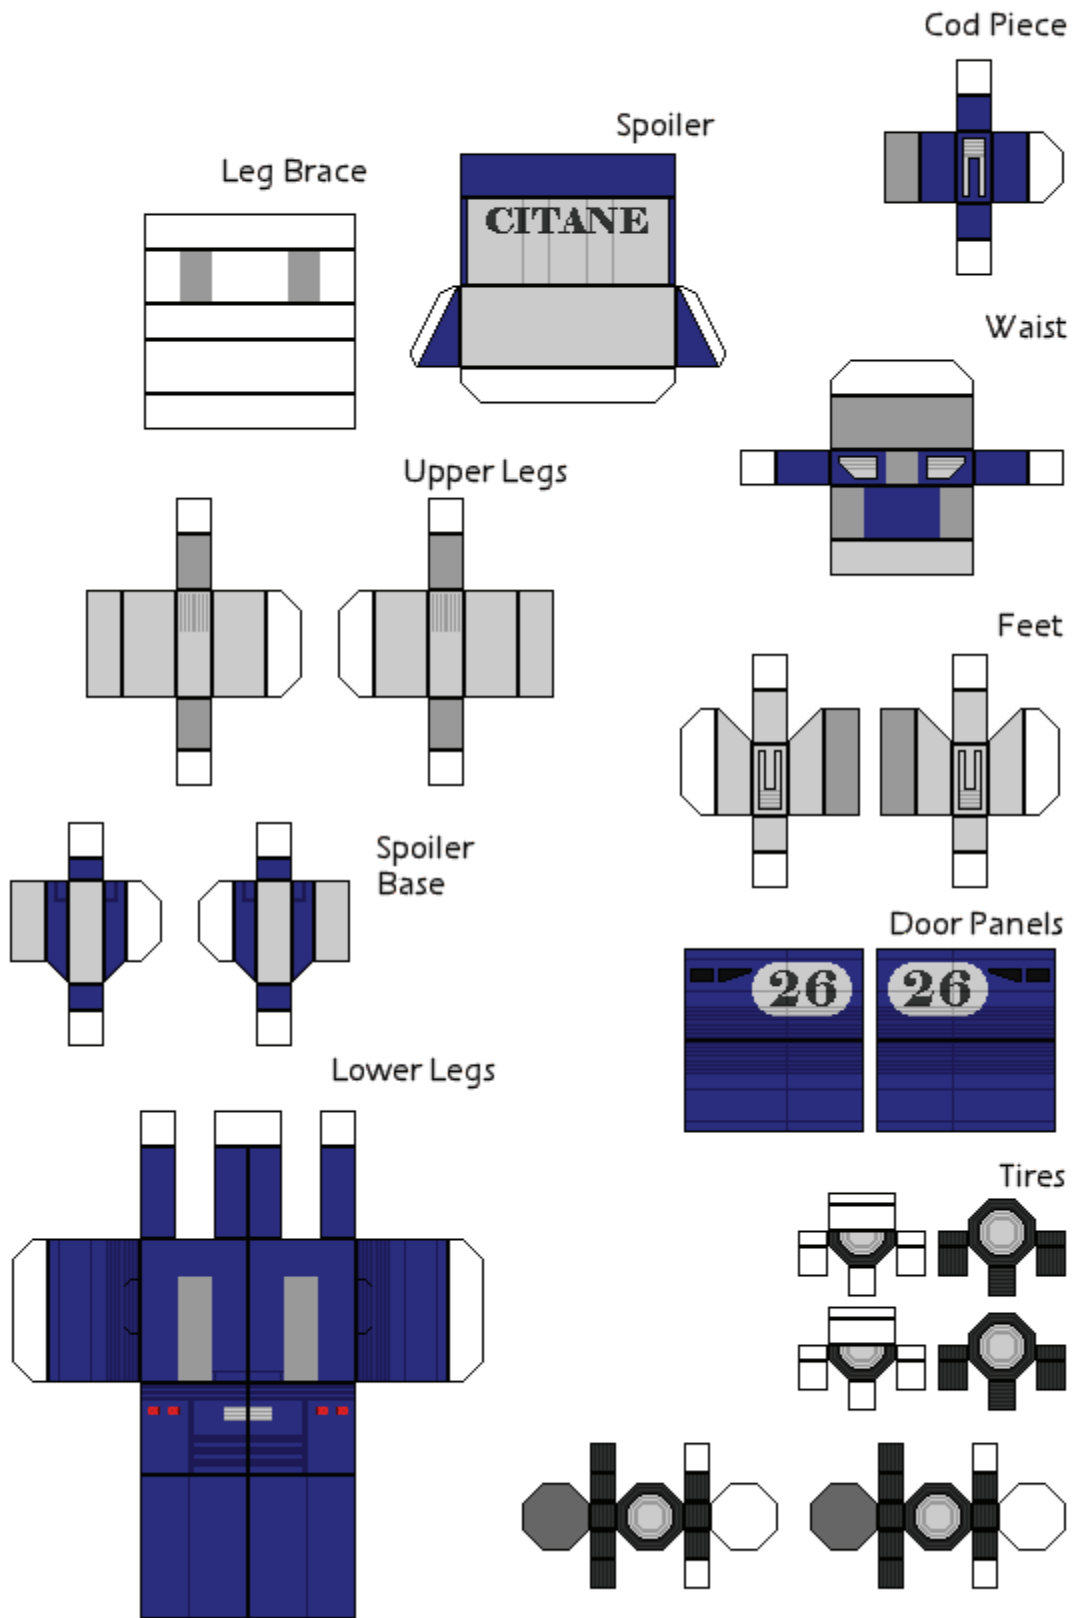 Cod Piece
Spoiler
Leg Brace
CITANE
Waist
Upper Legs
Feet
Spoiler
Base
Door Panels
26
26
Lower Legs
Tires